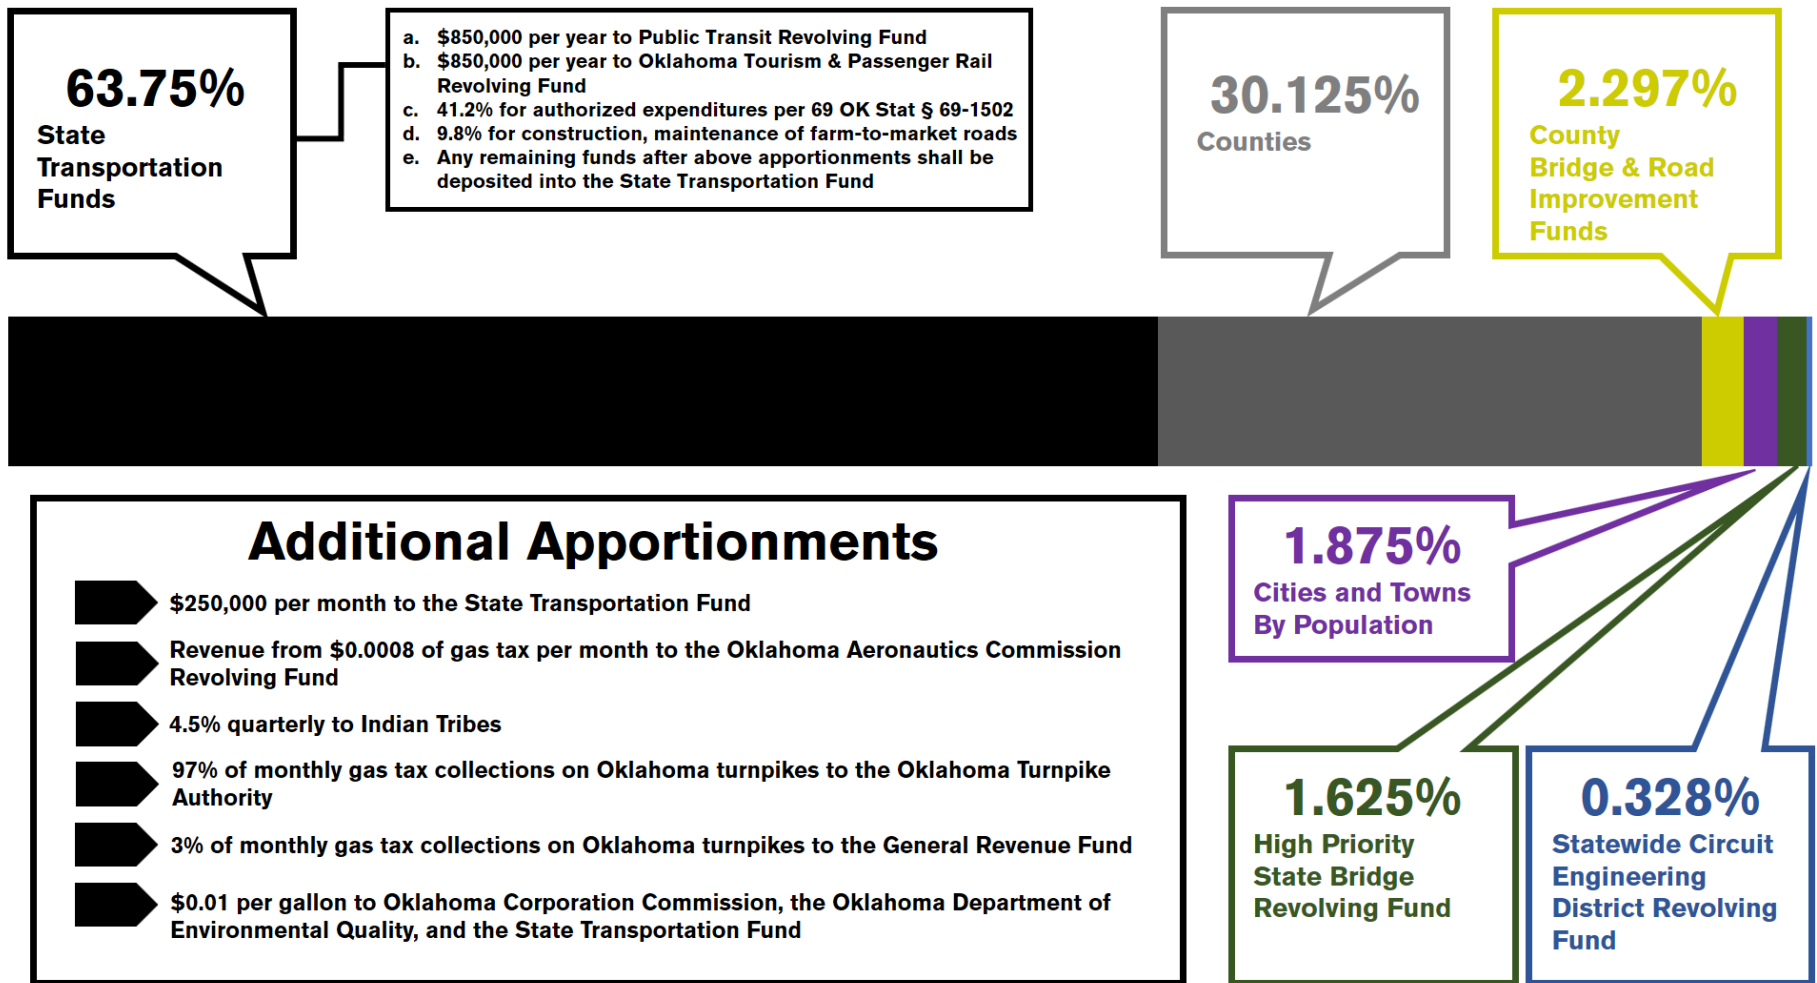 63.75%
State
Transportation
Funds
a. $850,000 per year to Public Transit Revolving Fund
b. $850,000 per year to Oklahoma Tourism & Passenger Rail
Revolving Fund
c. 41.2% for authorized expenditures per 69 OK Stat § 69-1502
d. 9.8% for construction, maintenance of farm-to-market roads
e. Any remaining funds after above apportionments shall be
deposited into the State Transportation Fund
30.125%
Counties
2.297%
County
Bridge & Road
Improvement
Funds
Additional Apportionments
$250,000 per month to the State Transportation Fund
Revenue from $0.0008 of gas tax per month to the Oklahoma Aeronautics Commission
Revolving Fund
4.5% quarterly to Indian Tribes
97% of monthly gas tax collections on Oklahoma turnpikes to the Oklahoma Turnpike
Authority
3% of monthly gas tax collections on Oklahoma turnpikes to the General Revenue Fund
$0.01 per gallon to Oklahoma Corporation Commission, the Oklahoma Department of
Environmental Quality, and the State Transportation Fund
1.875%
Cities and Towns
By Population
1.625%
High Priority
State Bridge
Revolving Fund
0.328%
Statewide Circuit
Engineering
District Revolving
Fund